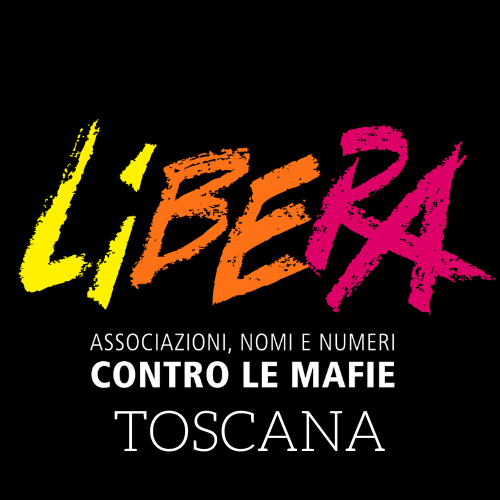 LiBERA
ASSOCIAZIONI, NOMI E NUMERI
CONTRO LE MAFIE
TOSCANA